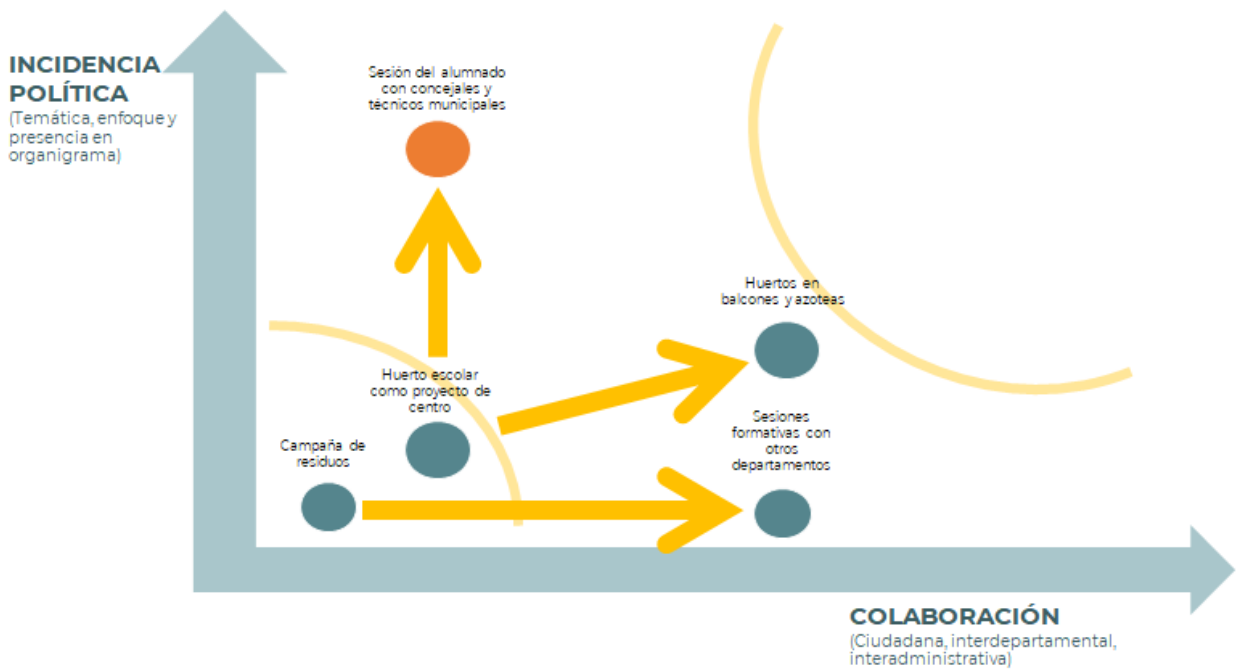 INCIDENCIA
POLÍTICA
(Temática, enfoque y
presencia en
organigrama)
Sesión del alumnado
con concejales y
técnicos municipales
Huertos en
balcones y azoteas
Huerto escolar
como proyecto de
centro
Sesiones
formativas con
otros
departamentos
Campaña de
residuos
COLABORACIÓN
(Ciudadana, interdepartamental,
interadministrativa)